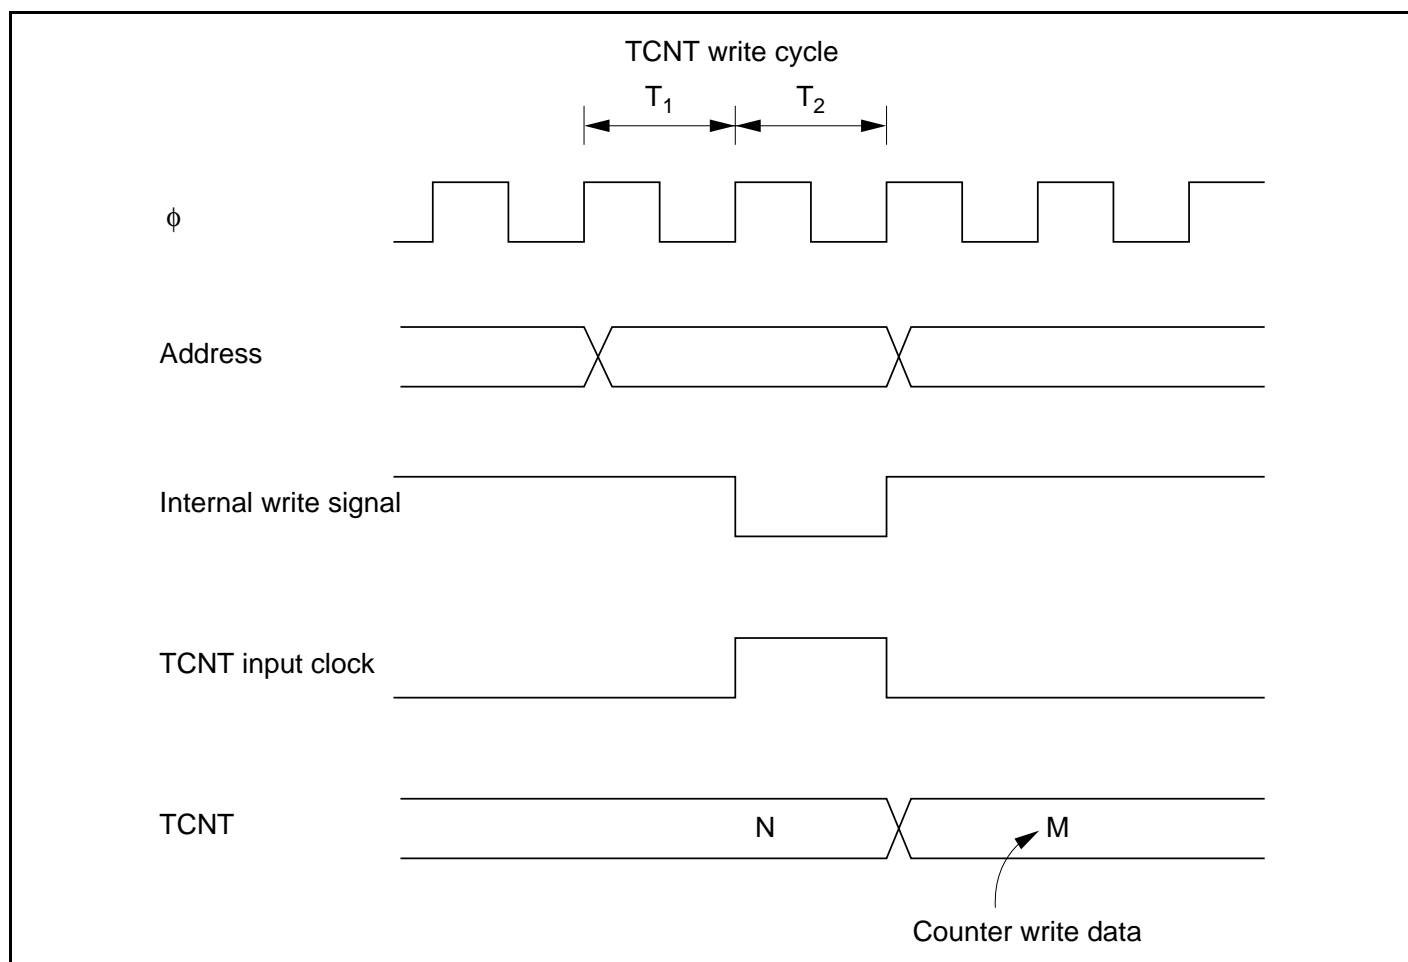 TCNT write cycle
T1 T2
ϕ
Address
Internal write signal
TCNT input clock
TCNT N M
Counter write data